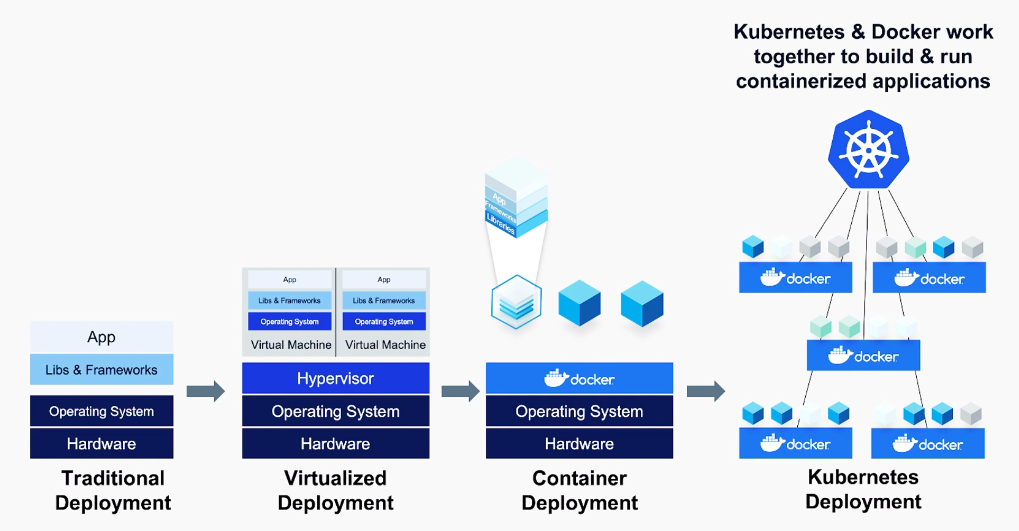 Kubernetes & Docker work
together to build & run
containerized applications
App
Frameworks
Libraries
docker
docker
App
App
Libs & Frameworks
Libs & Frameworks
Operating System
Operating System
Virtual Machine
Virtual Machine
App
Libs & Frameworks
Operating System
Hardware
Hypervisor
Operating System
Hardware
docker
Operating System
Hardware
docker
docker
docker
Traditional
Deployment
Virtualized
Deployment
Container
Deployment
Kubernetes
Deployment